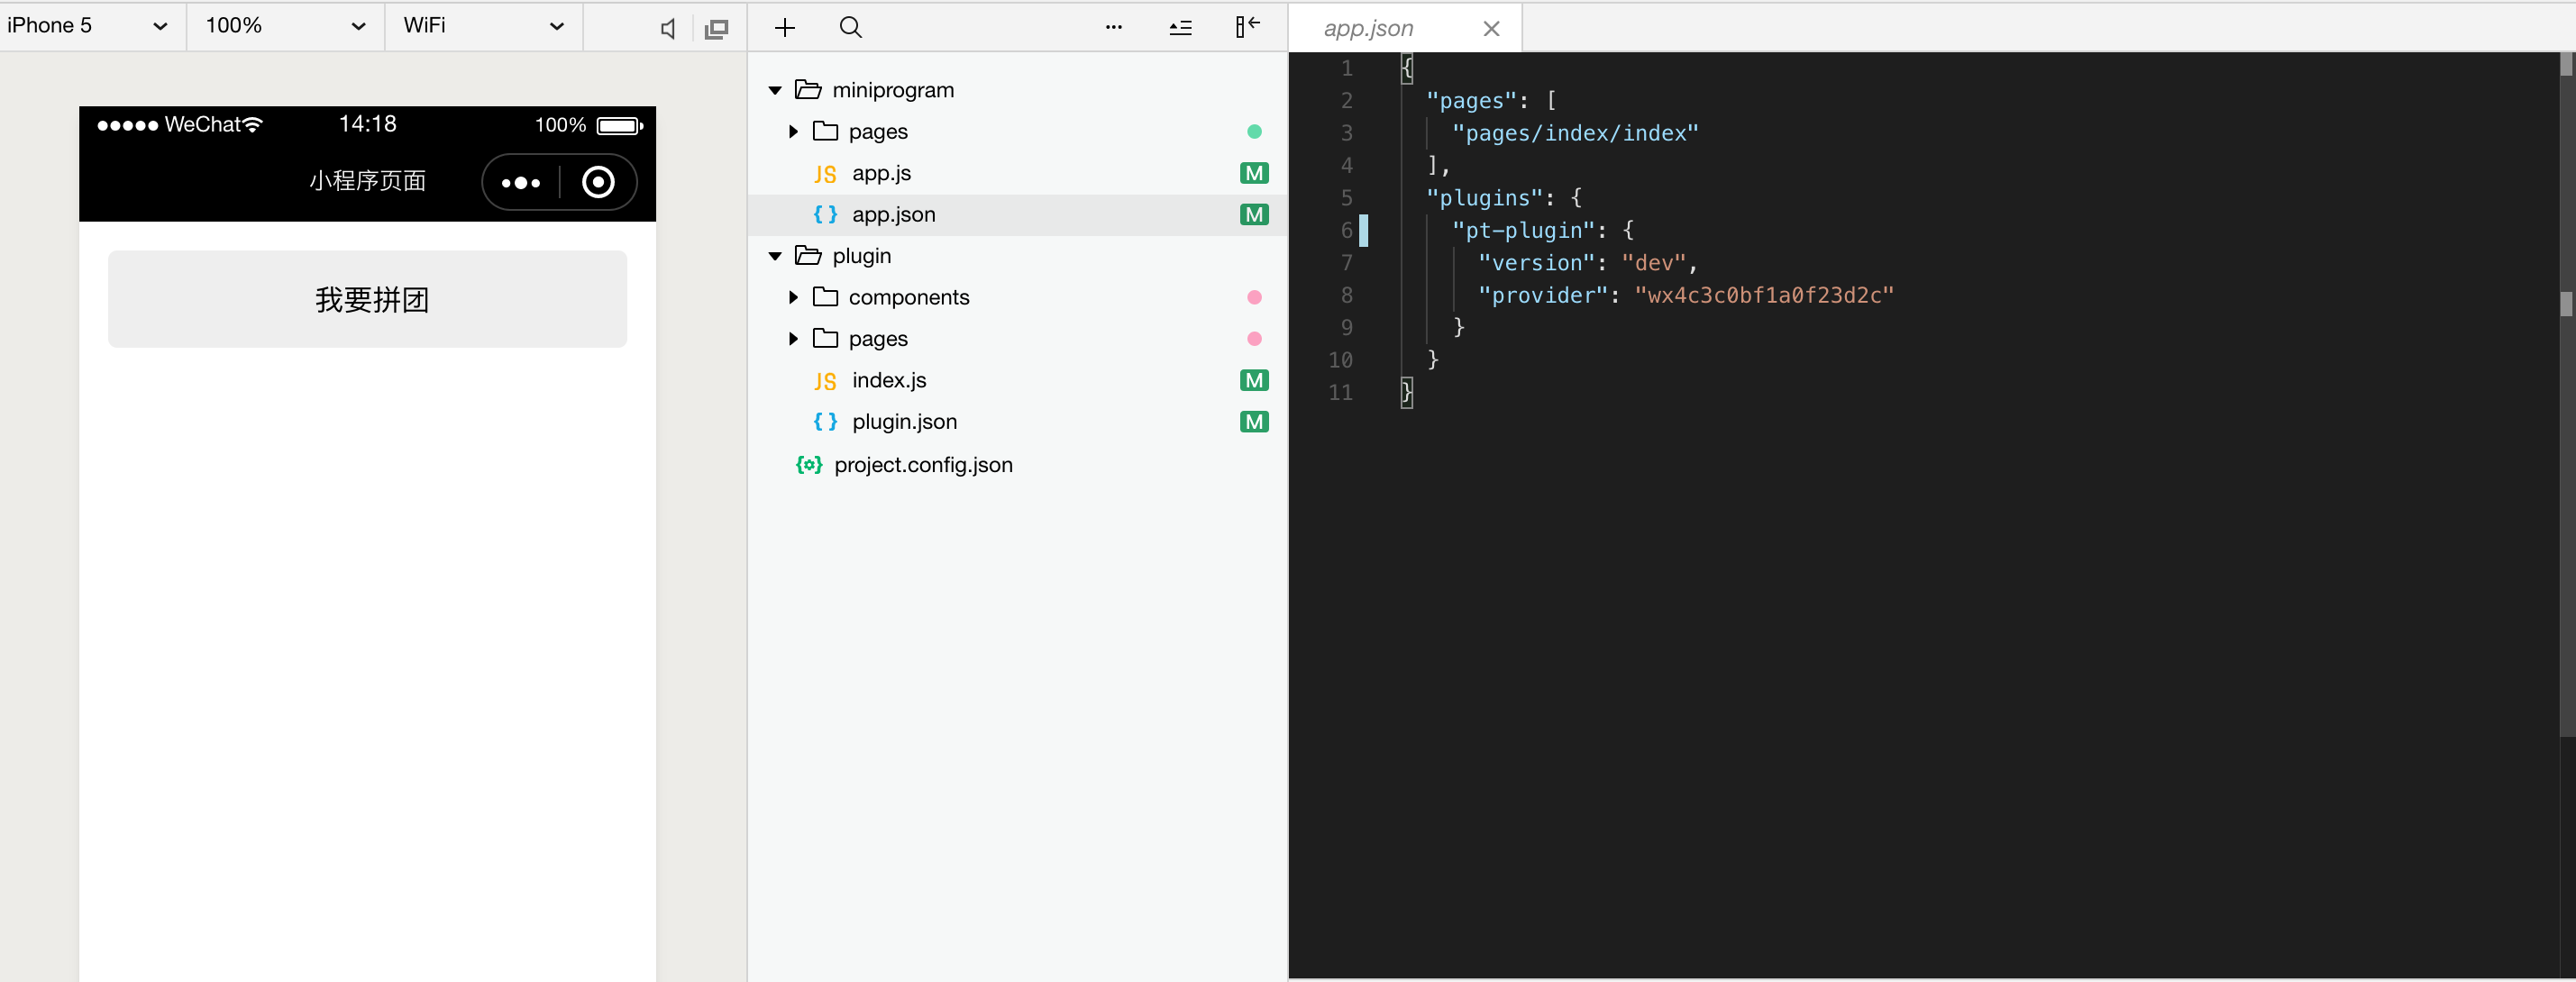 iPhone 5
100%
WiFi
WeChat
14:18
100%
小程序页面
我要拼团
miniprogram
pages
JS app.js M
{ } app.json M
plugin
components
pages
JS index.js M
{ } plugin.json M
project.config.json
app.json
1 {
2 "pages": [
3 "pages/index/index"
4 ],
5 "plugins": {
6 "pt-plugin": {
7 "version": "dev",
8 "provider": "wx4c3c0bf1a0f23d2c"
9 }
10 }
11 }